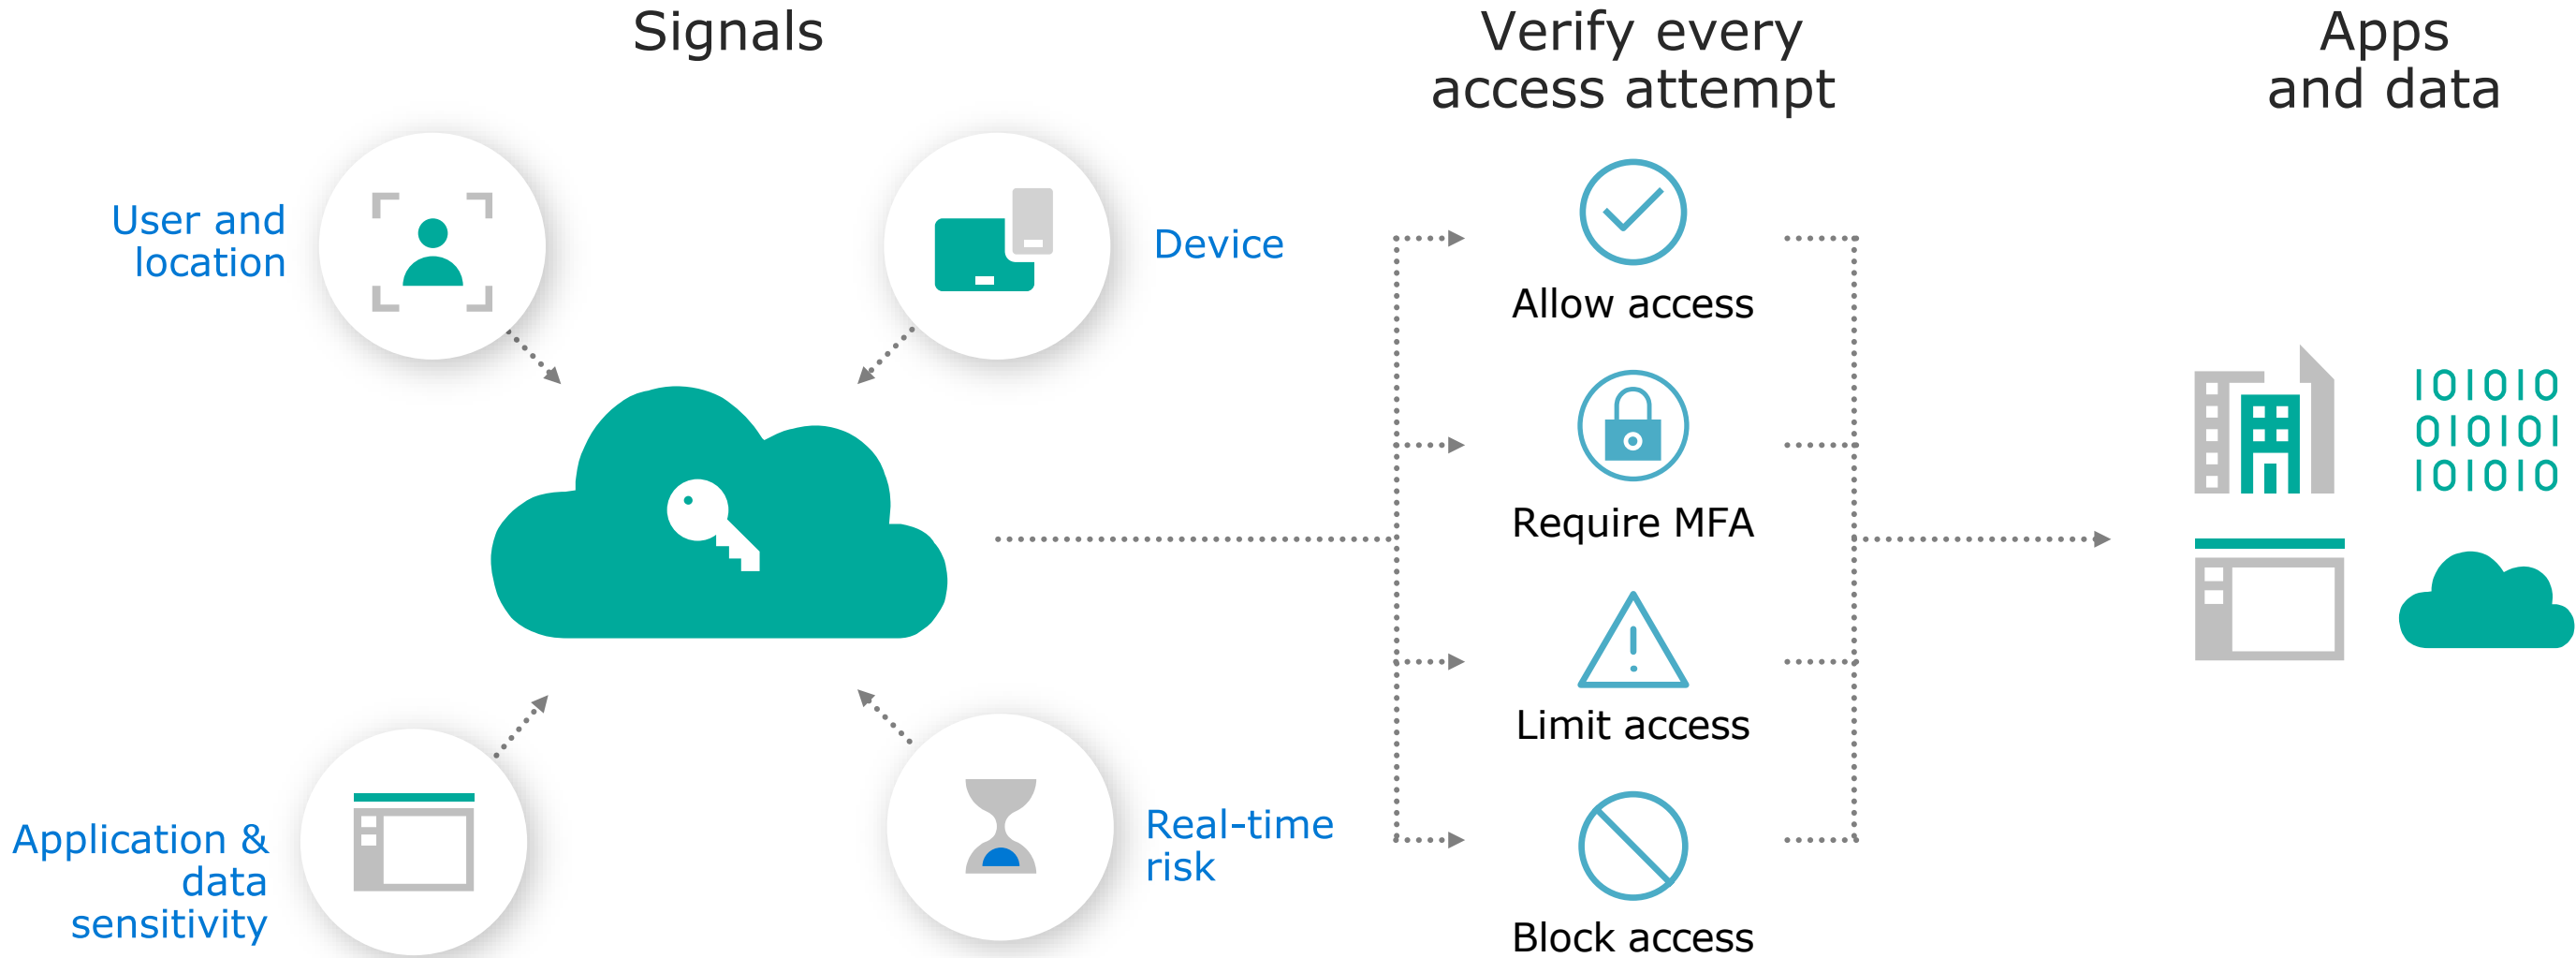 Signals
Verify every
access attempt
Apps
and data
User and
location
Device
Application &
data
sensitivity
Real-time
risk
Allow access
Require MFA
Limit access
Block access
101010
010101
101010